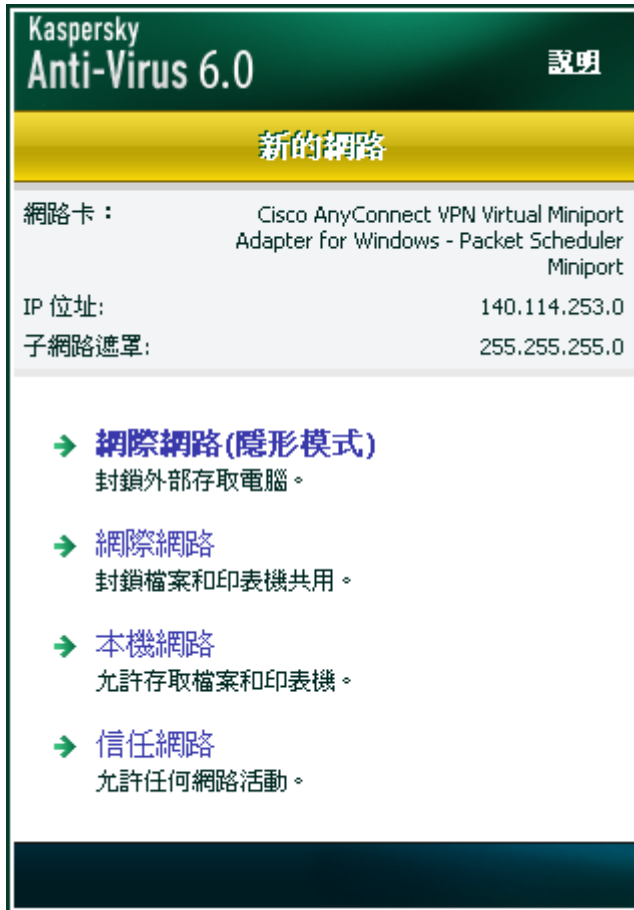 Kaspersky
Anti-Virus 6.0
說明
新的網路
網路卡：
Cisco AnyConnect VPN Virtual Miniport
Adapter for Windows - Packet Scheduler
Miniport
IP 位址:
140.114.253.0
子網路遮罩:
255.255.255.0
網際網路(隱形模式)
封鎖外部存取電腦。
網際網路
封鎖檔案和印表機共用。
本機網路
允許存取檔案和印表機。
信任網路
允許任何網路活動。